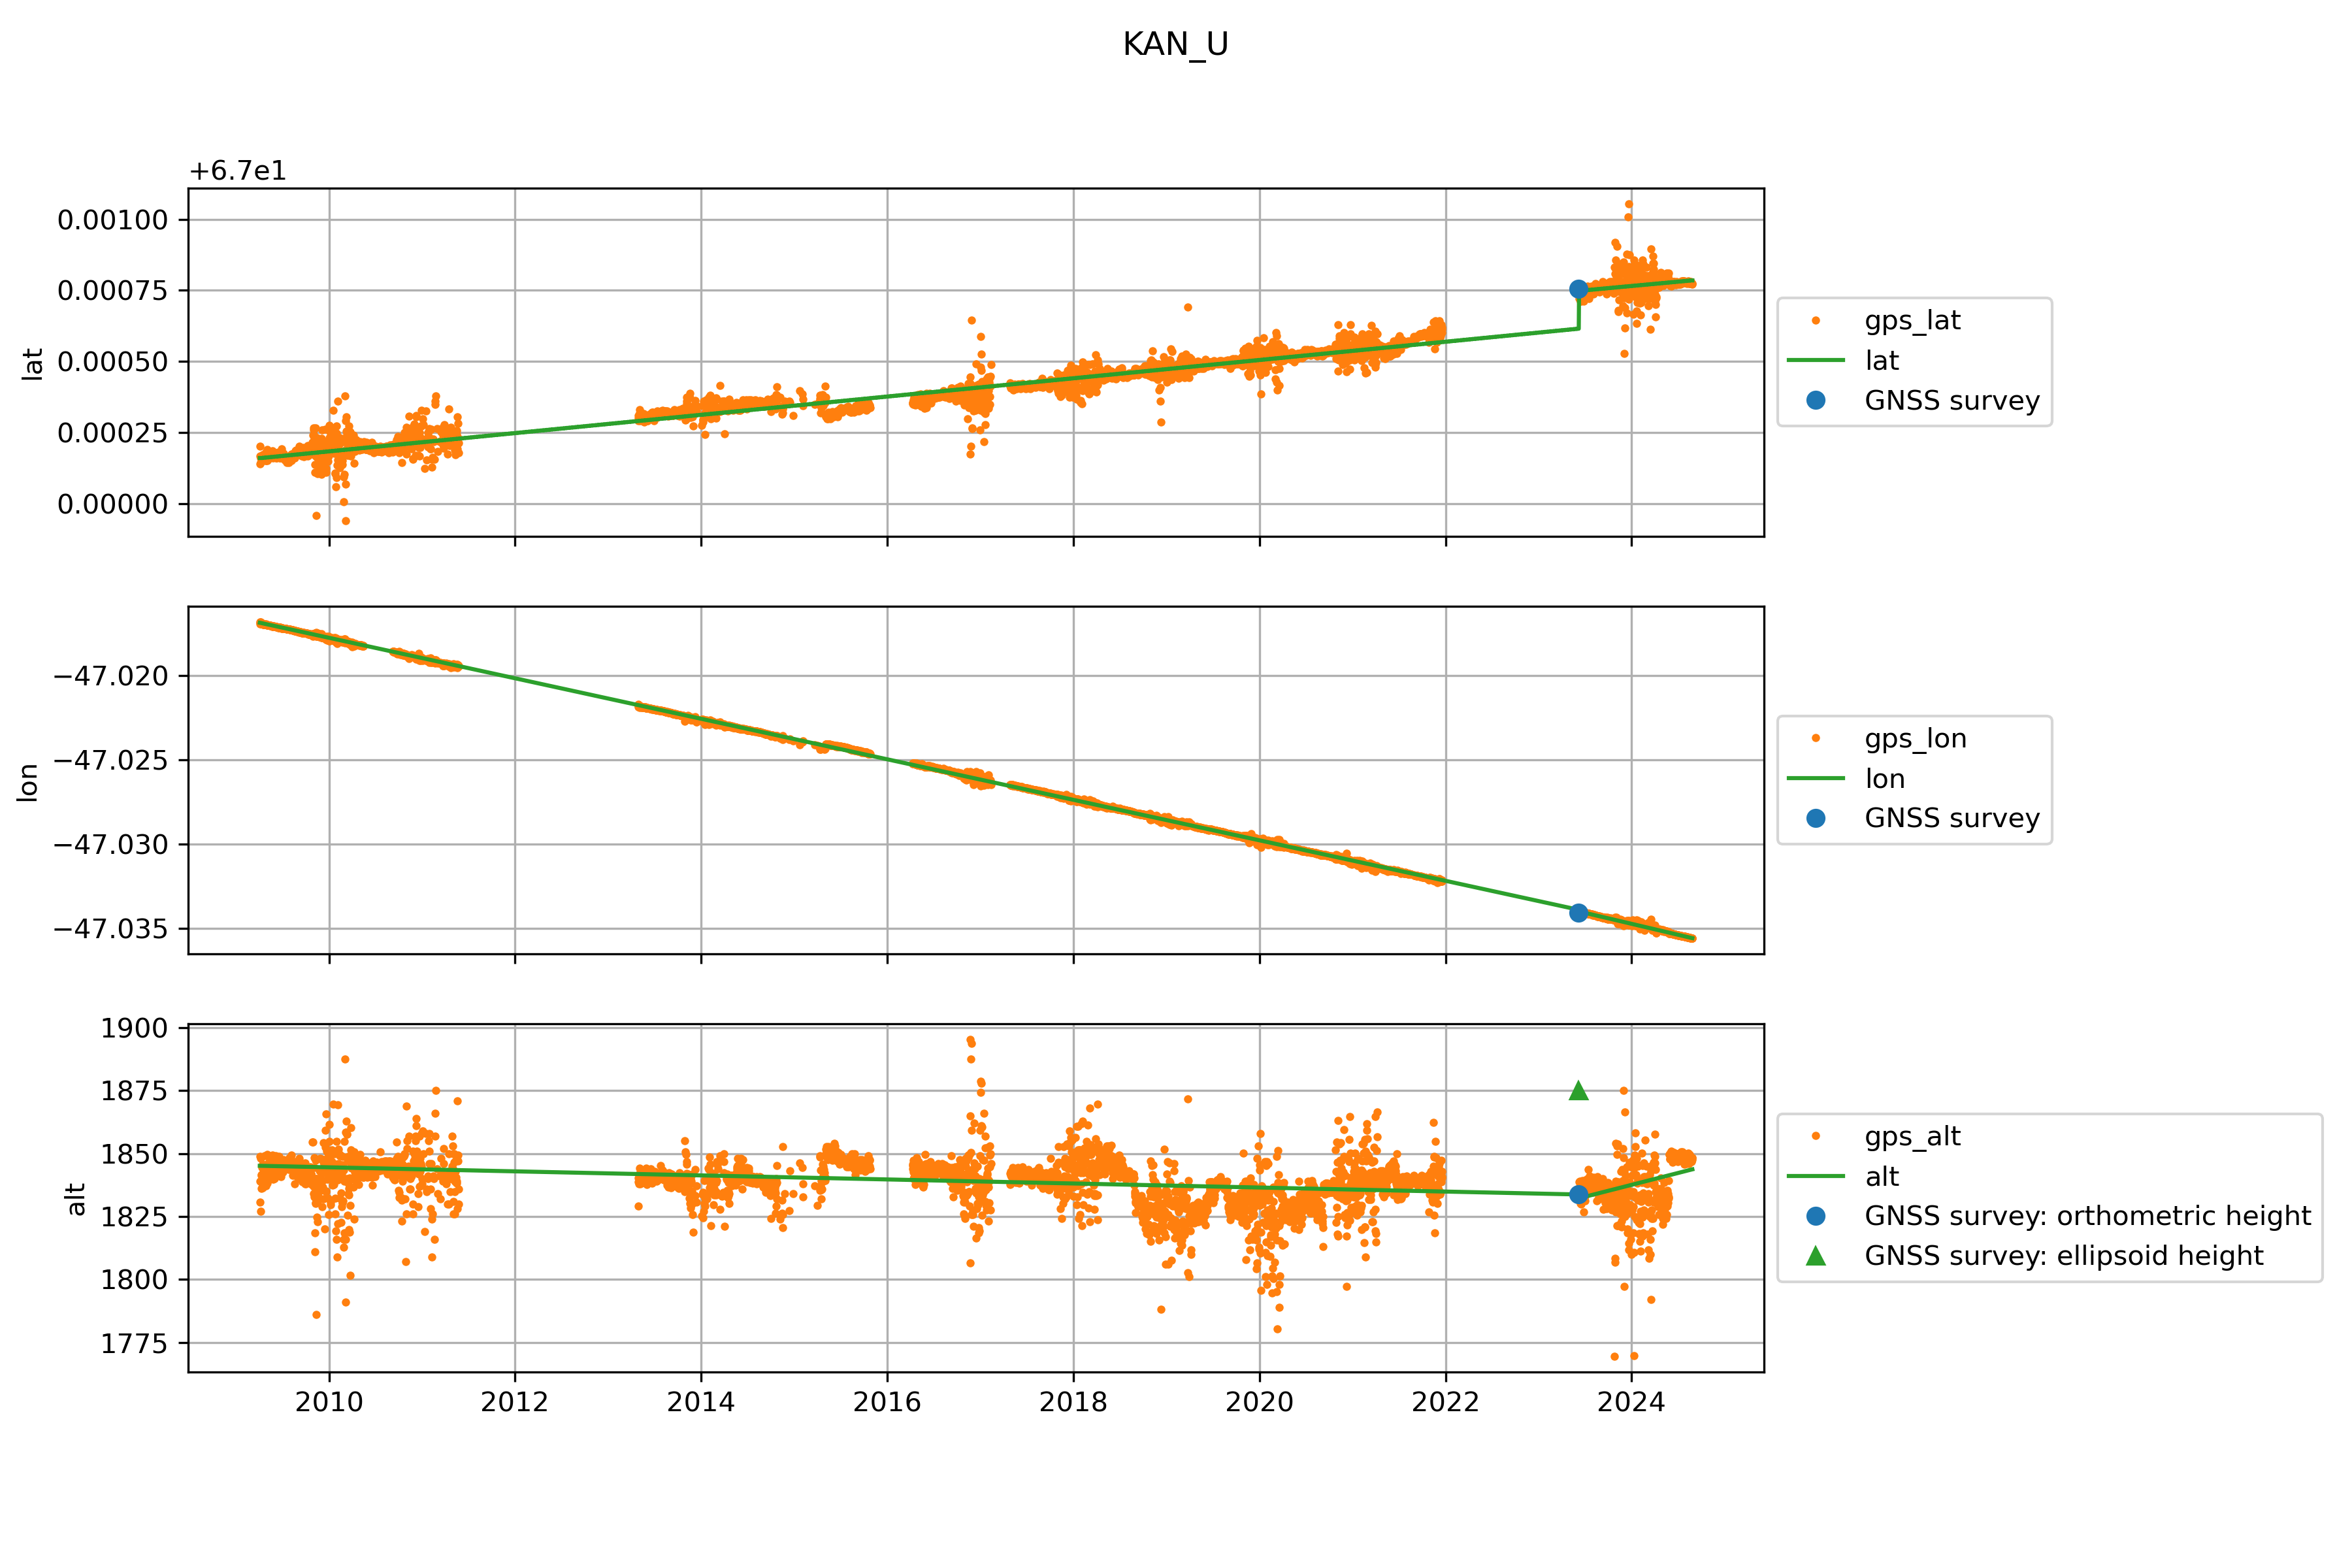 KAN_U
+6.7e1
0.00100
0.00075
0.00050
0.00025
0.00000
lat
gps_lat
lat
GNSS survey
−47.020
−47.025
−47.030
−47.035
lon
gps_lon
lon
GNSS survey
1900
1875
1850
1825
1800
1775
alt
gps_alt
alt
GNSS survey: orthometric height
GNSS survey: ellipsoid height
2010 2012 2014 2016 2018 2020 2022 2024